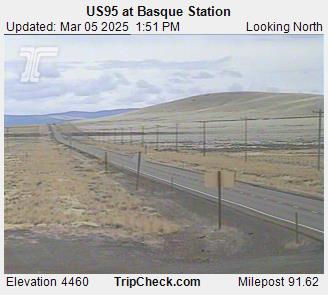 US95 at Basque Station
Updated: Mar 05 2025 1:51 PM Looking North
Elevation 4460 TripCheck.com Milepost 91.62